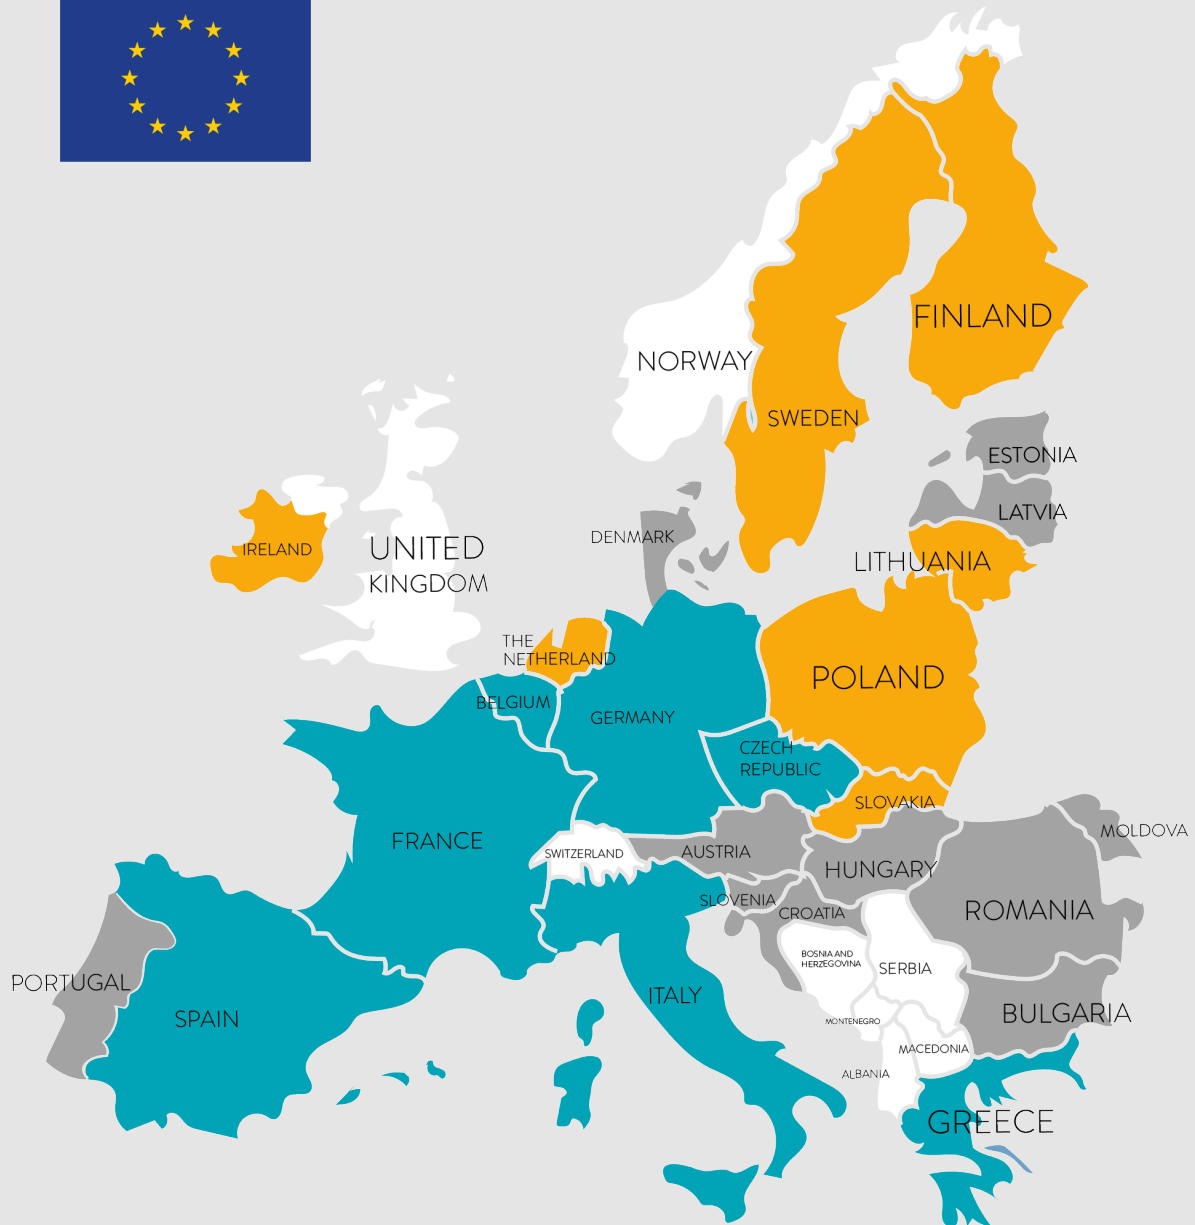 NORWAY
FINLAND
SWEDEN
ESTONIA
LATVIA
DENMARK
IRELAND
UNITED
KINGDOM
LITHUANIA
THE
NETHERLAND
POLAND
BELGIUM
GERMANY
CZECH
REPUBLIC
SLOVAKIA
FRANCE
SWITZERLAND
AUSTRIA
HUNGARY
MOLDOVA
SLOVENIA
CROATIA
ROMANIA
BOSNIA AND
HERZEGOVINA
SERBIA
PORTUGAL
SPAIN
ITALY
MONTENEGRO
BULGARIA
MACEDONIA
ALBANIA
GREECE